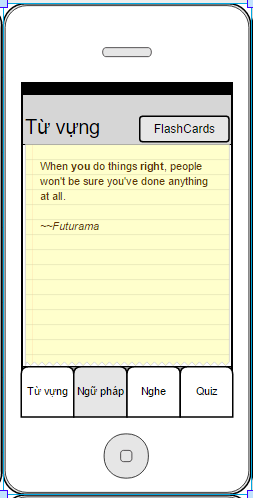 Từ vựng
FlashCards
When you do things right, people
won't be sure you've done anything
at all.
~~Futurama
Từ vựng
Ngữ pháp
Nghe
Quiz